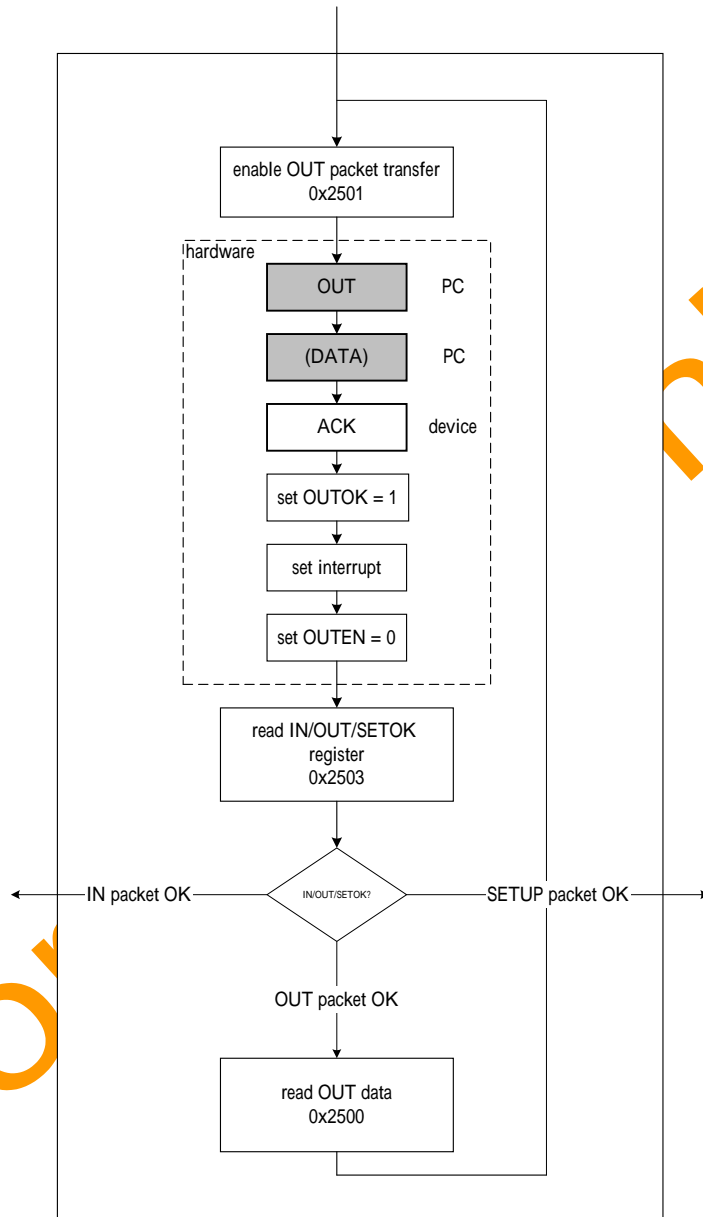 enable OUT packet transfer
0x2501
hardware
OUT
PC
(DATA)
PC
ACK
device
set OUTOK = 1
set interrupt
set OUTEN = 0
read IN/OUT/SETOK
register
0x2503
IN packet OK
IN/OUT/SETOK?
SETUP packet OK
OUT packet OK
read OUT data
0x2500